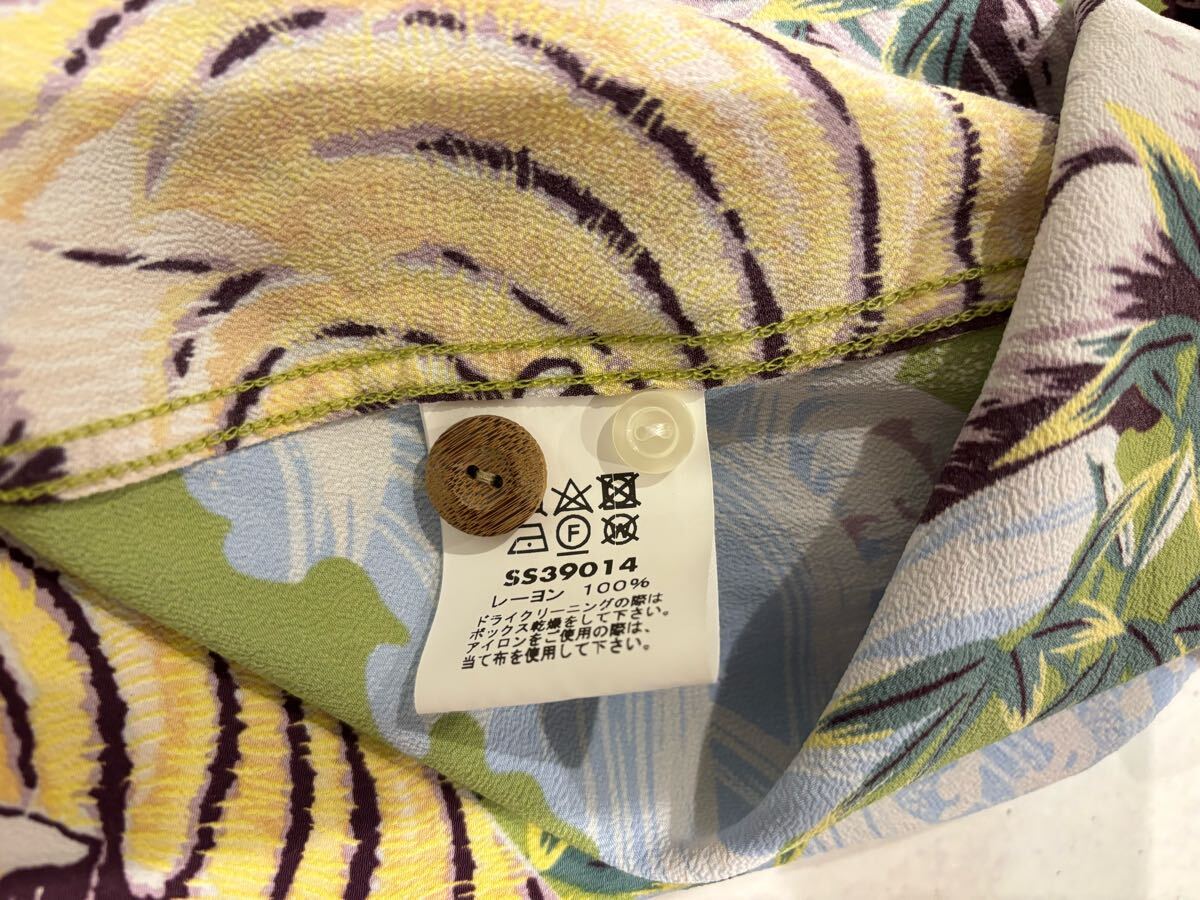 F
W
SS39014
レーヨン 100%
ドライクリーニングの際は
ボックス乾燥をして下さい。
アイロンをご使用の際は、
当て布を使用して下さい。